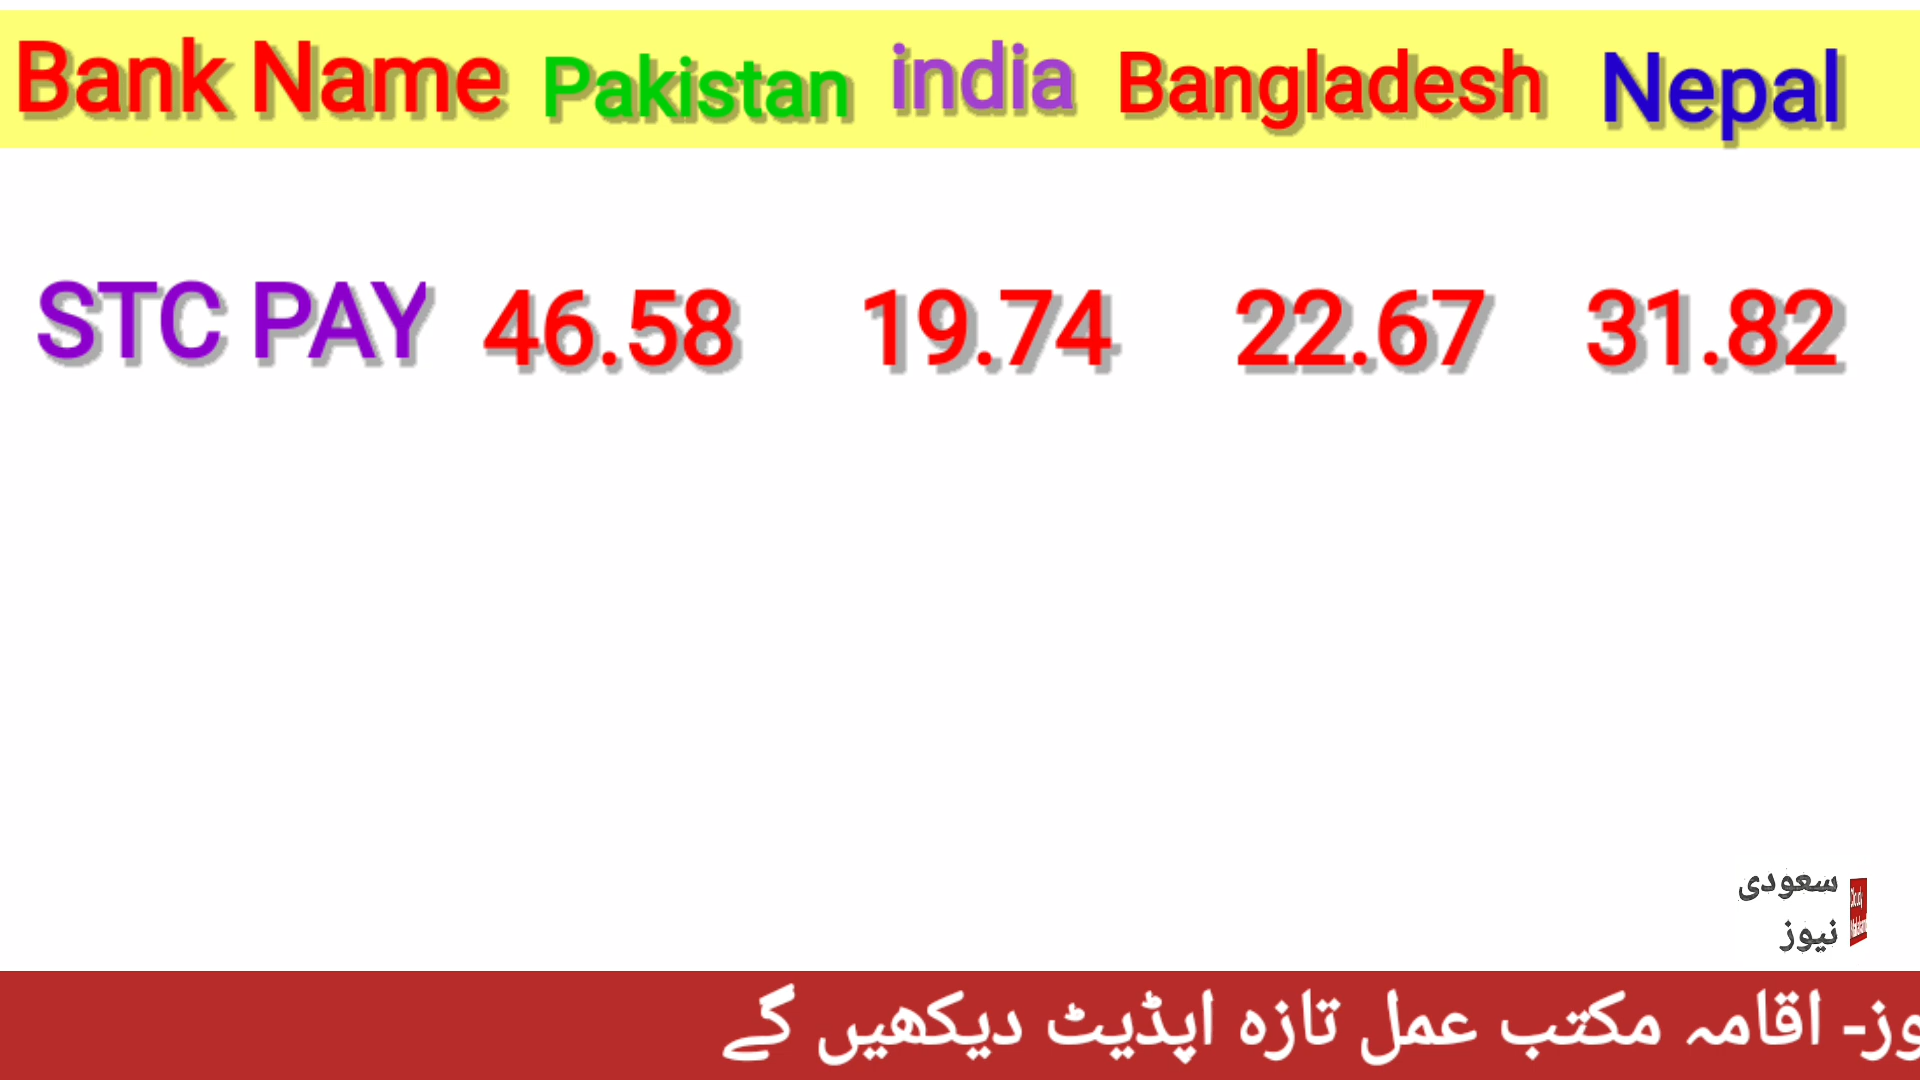 Bank Name Pakistan india Bangladesh Nepal
STC PAY 46.58 19.74 22.67 31.82
سعودی
نیوز
وز- اقامہ مکتب عمل تازہ اپڈیٹ دیکھیں گے